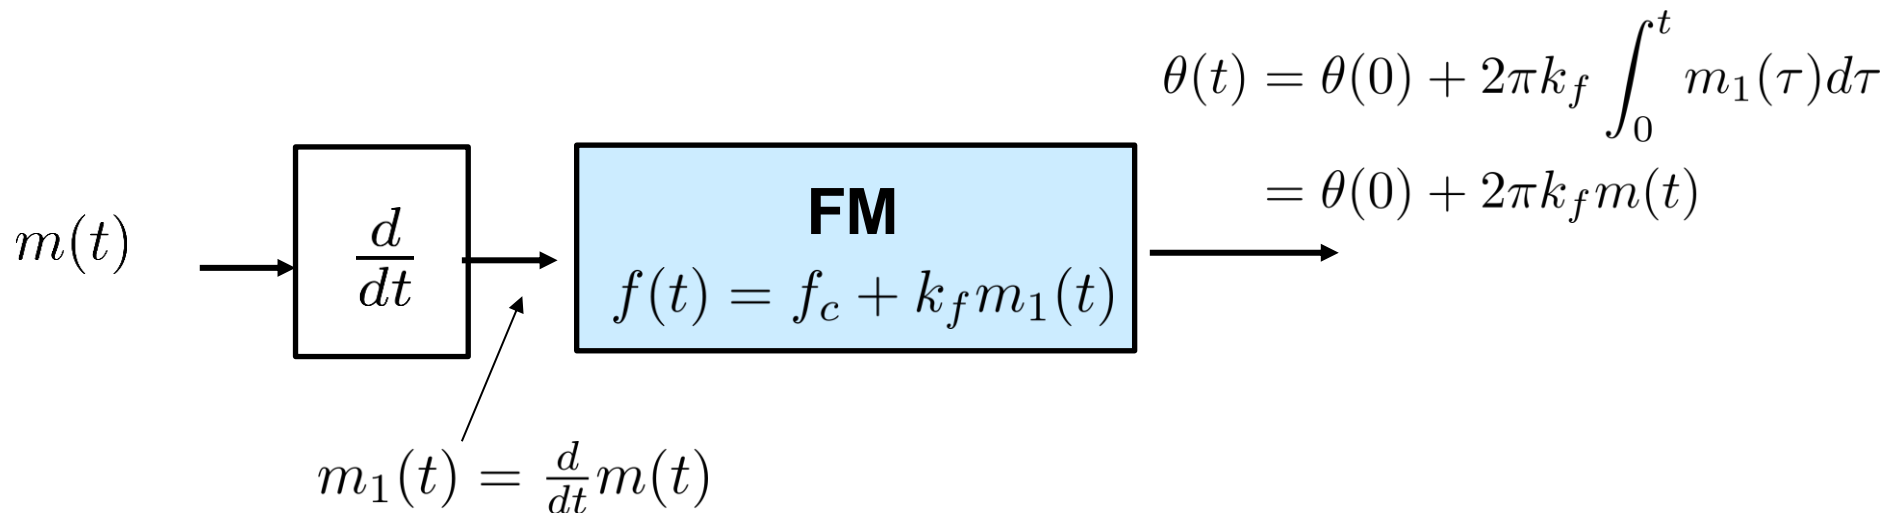 θ(t) = θ(0) + 2πk_f ∫_0^t m_1(τ)dτ
= θ(0) + 2πk_f m(t)
m(t)
d/dt
FM
f(t) = f_c + k_f m_1(t)
m_1(t) = d/dt m(t)